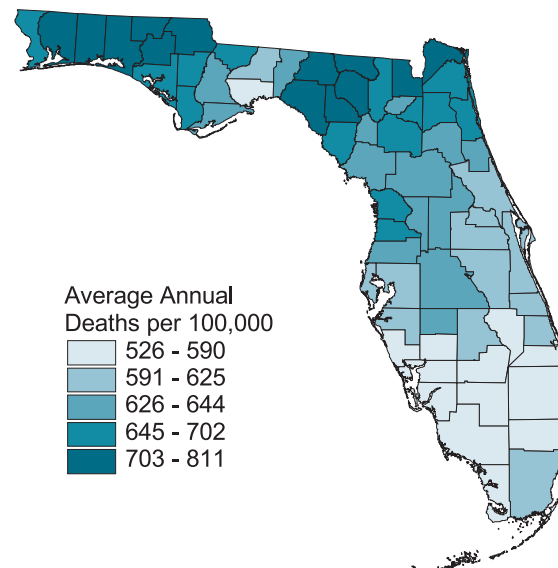 Average Annual
Deaths per 100,000
526 - 590
591 - 625
626 - 644
645 - 702
703 - 811